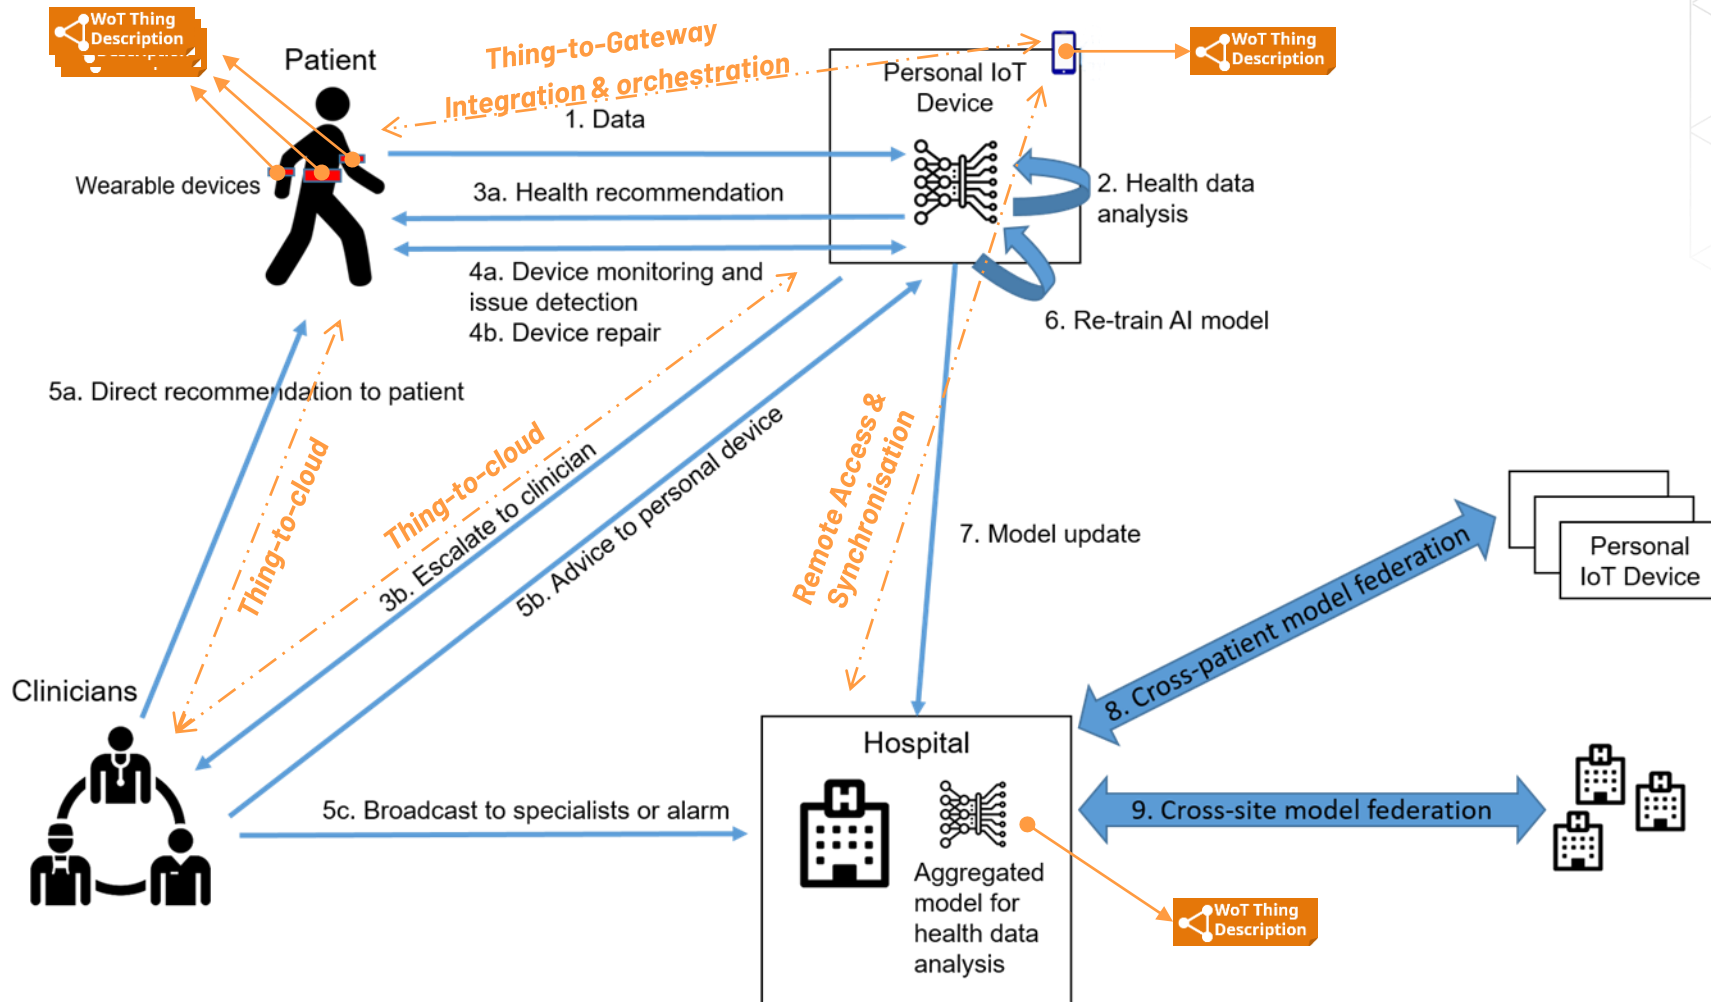 WoT Thing
Description
Description
Patient
Thing-to-Gateway
Integration & orchestration
WoT Thing
Description
Personal IoT
Device
1. Data
Wearable devices
3a. Health recommendation
2. Health data
analysis
4a. Device monitoring and
issue detection
4b. Device repair
6. Re-train AI model
5a. Direct recommendation to patient
Thing-to-cloud
Thing-to-cloud
3b. Escalate to clinician
5b. Advice to personal device
Remote Access &
Synchronisation
7. Model update
Personal
IoT Device
8. Cross-patient model federation
Clinicians
Hospital
5c. Broadcast to specialists or alarm
9. Cross-site model federation
Aggregated
model for
health data
analysis
WoT Thing
Description